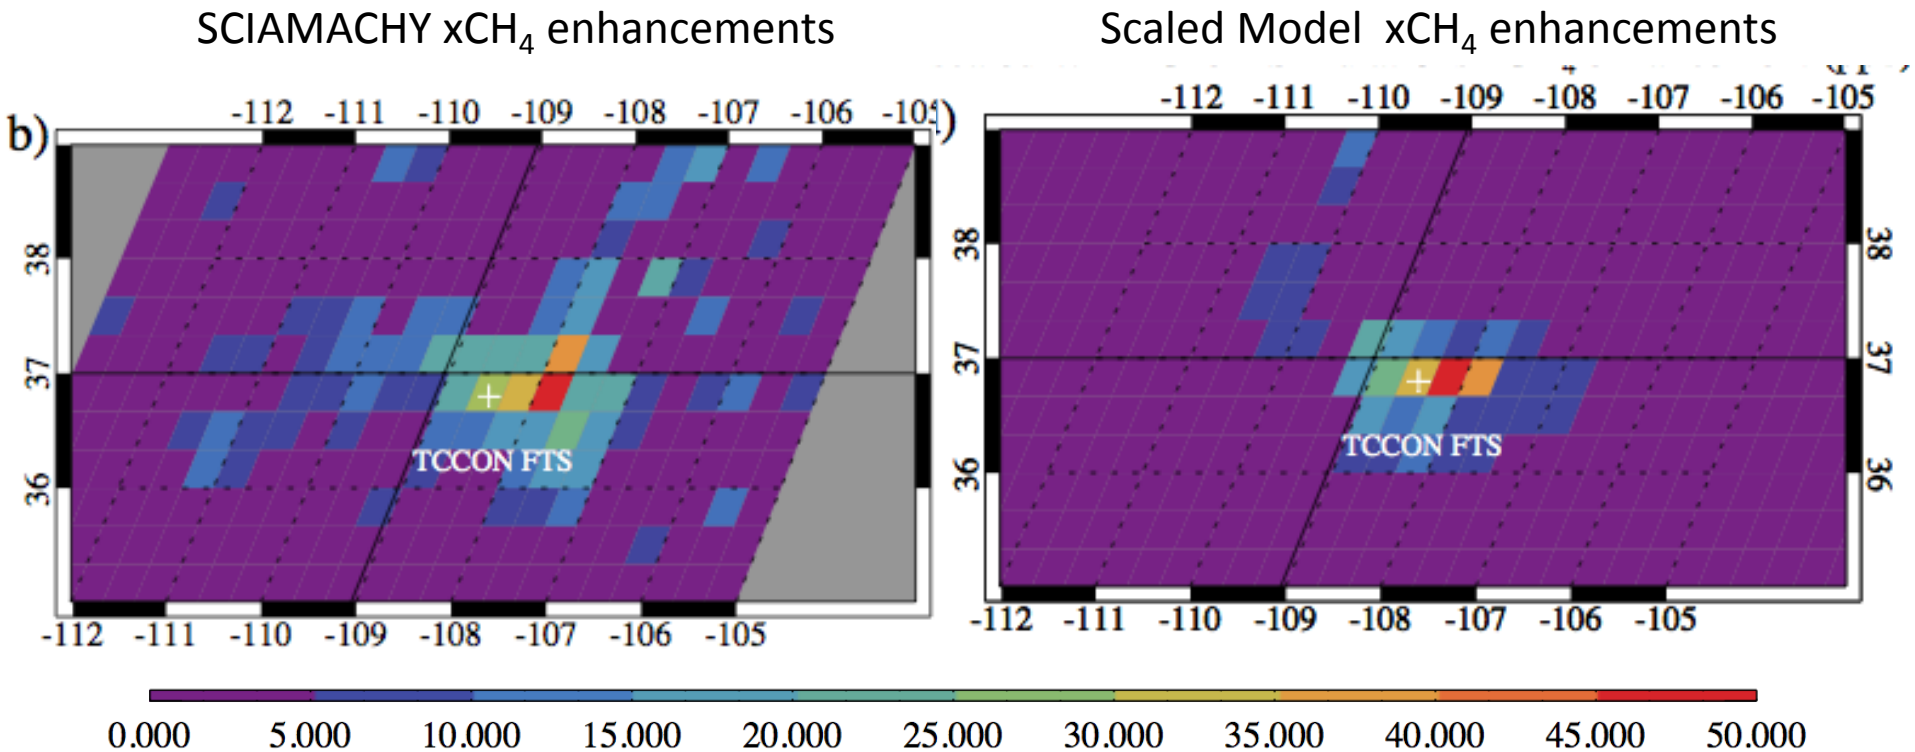 SCIAMACHY xCH₄ enhancements
Scaled Model xCH₄ enhancements
b)
-112 -111 -110 -109 -108 -107 -106
-112 -111 -110 -109 -108 -107 -106 -105
38
37
36
TCCON FTS
-112 -111 -110 -109 -108 -107 -106 -105
38
37
36
TCCON FTS
38
37
36
-112 -111 -110 -109 -108 -107 -106 -105
0.000 5.000 10.000 15.000 20.000 25.000 30.000 35.000 40.000 45.000 50.000